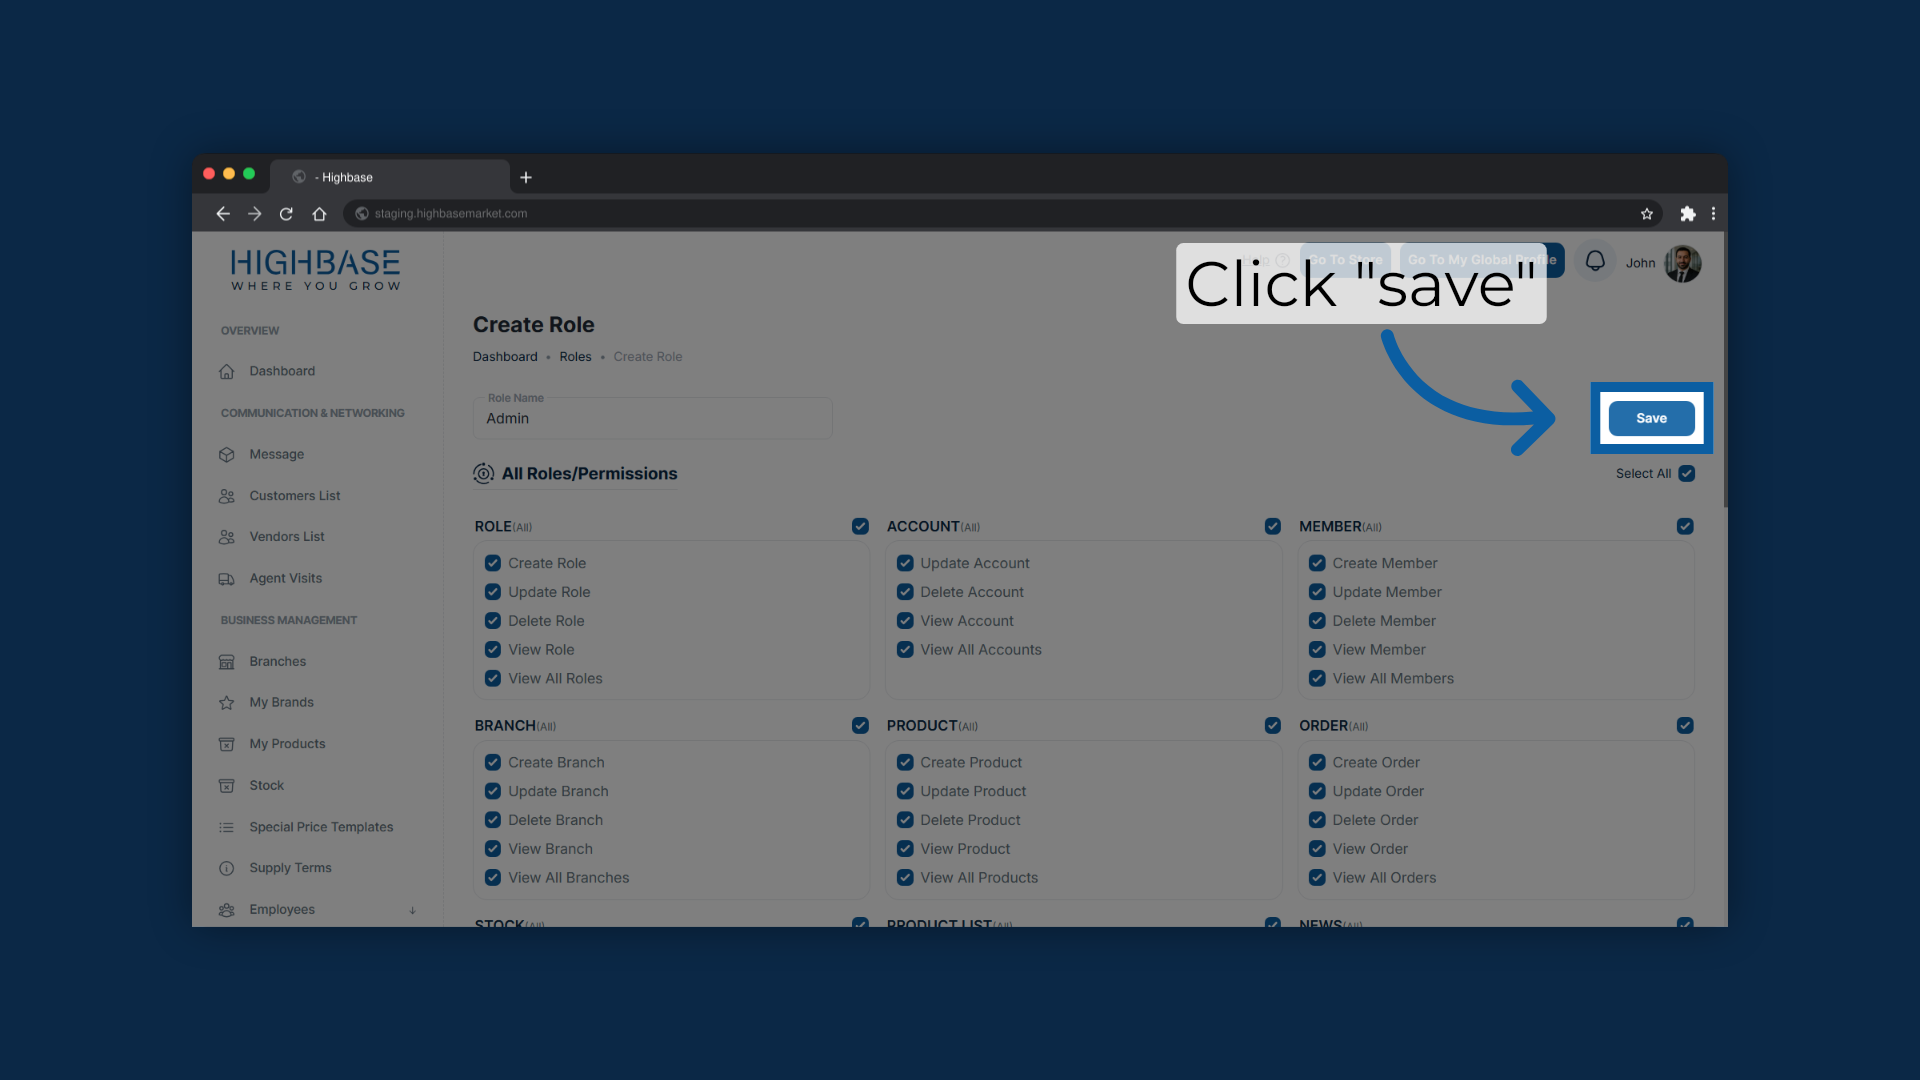 - Highbase
staging.highbasemarket.com
HIGHBASE
WHERE YOU GROW
Help
Go To Store
Go To My Global Profile
John
Click "save"
OVERVIEW
Dashboard
COMMUNICATION & NETWORKING
Message
Customers List
Vendors List
Agent Visits
BUSINESS MANAGEMENT
Branches
My Brands
My Products
Stock
Special Price Templates
Supply Terms
Employees
Create Role
Dashboard • Roles • Create Role
Role Name
Admin
Save
All Roles/Permissions
Select All
ROLE(All)
Create Role
Update Role
Delete Role
View Role
View All Roles
ACCOUNT(All)
Update Account
Delete Account
View Account
View All Accounts
MEMBER(All)
Create Member
Update Member
Delete Member
View Member
View All Members
BRANCH(All)
Create Branch
Update Branch
Delete Branch
View Branch
View All Branches
PRODUCT(All)
Create Product
Update Product
Delete Product
View Product
View All Products
ORDER(All)
Create Order
Update Order
Delete Order
View Order
View All Orders
STOCK(All)
PRODUCT LIST(All)
NEWS(All)